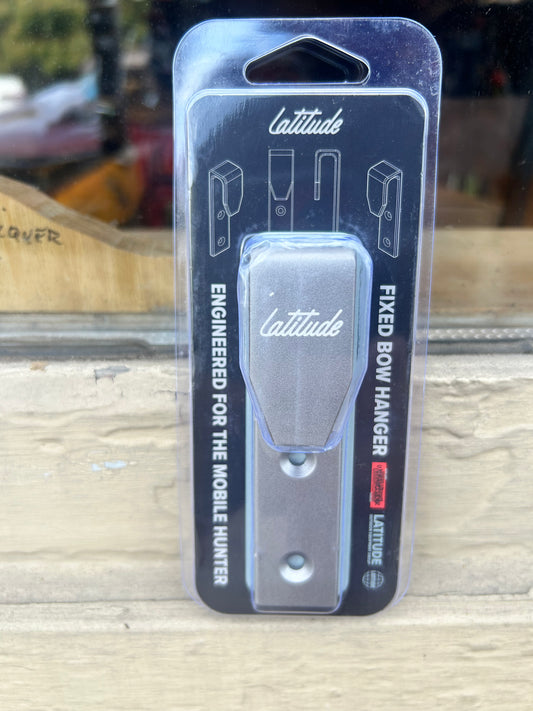 Latitude
Latitude
FIXED BOW HANGER
LATITUDE
ENGINEERED FOR THE MOBILE HUNTER